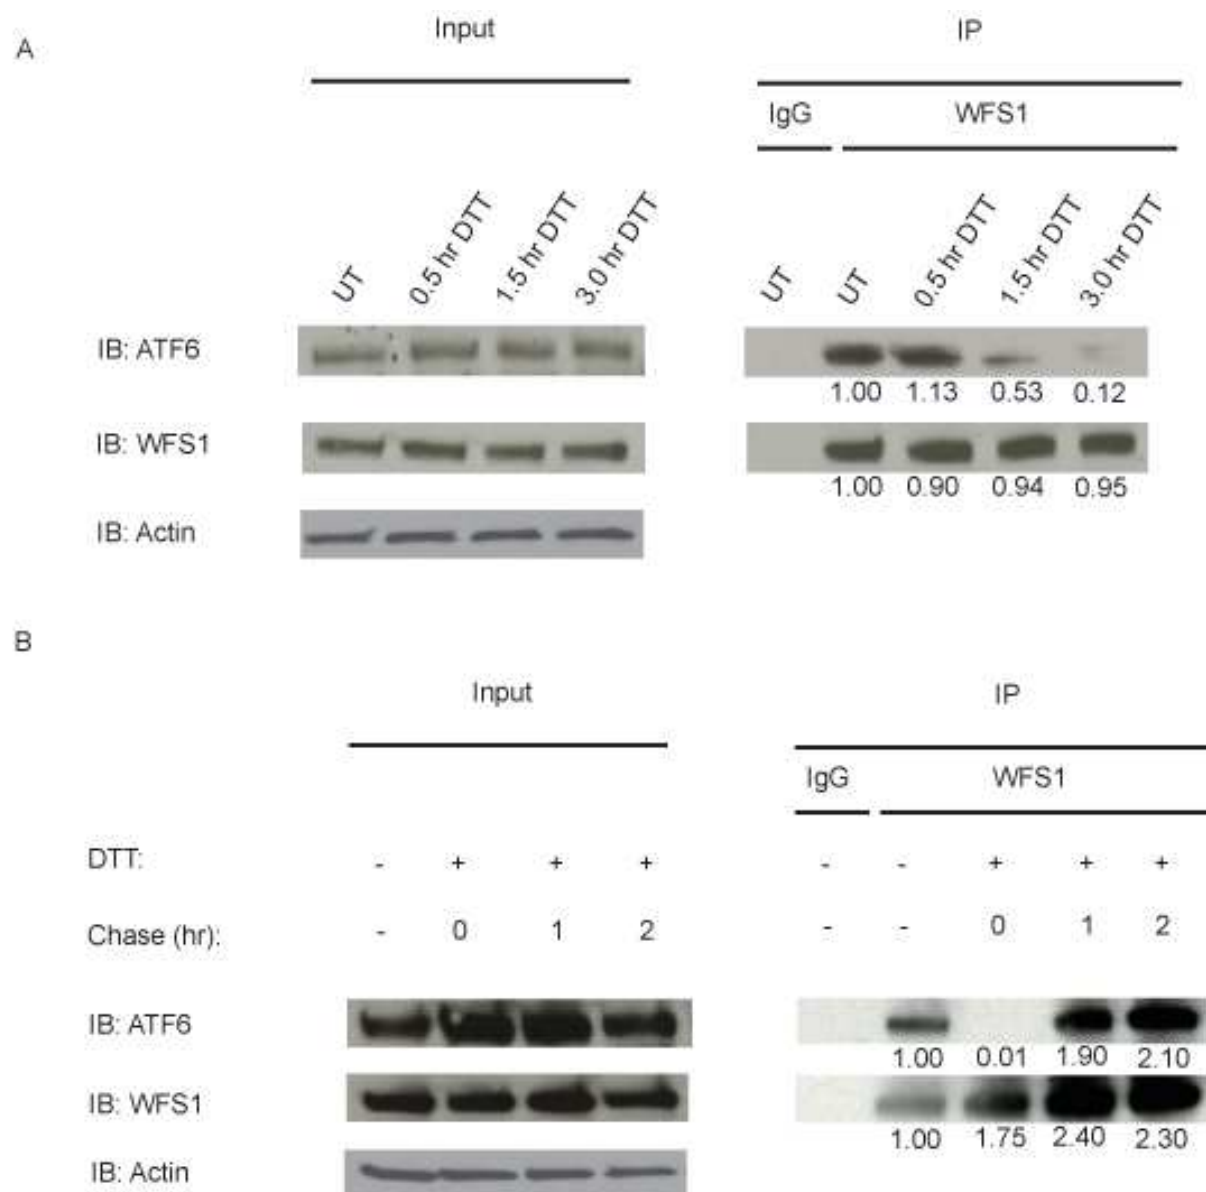 A
Input IP
IgG WFS1
UT 0.5 hr DTT 1.5 hr DTT 3.0 hr DTT UT UT 0.5 hr DTT 1.5 hr DTT 3.0 hr DTT
IB: ATF6
1.00 1.13 0.53 0.12
IB: WFS1
1.00 0.90 0.94 0.95
IB: Actin
B
Input IP
IgG WFS1
DTT: - + + + - - + + +
Chase (hr): - 0 1 2 - - 0 1 2
IB: ATF6
1.00 0.01 1.90 2.10
IB: WFS1
1.00 1.75 2.40 2.30
IB: Actin